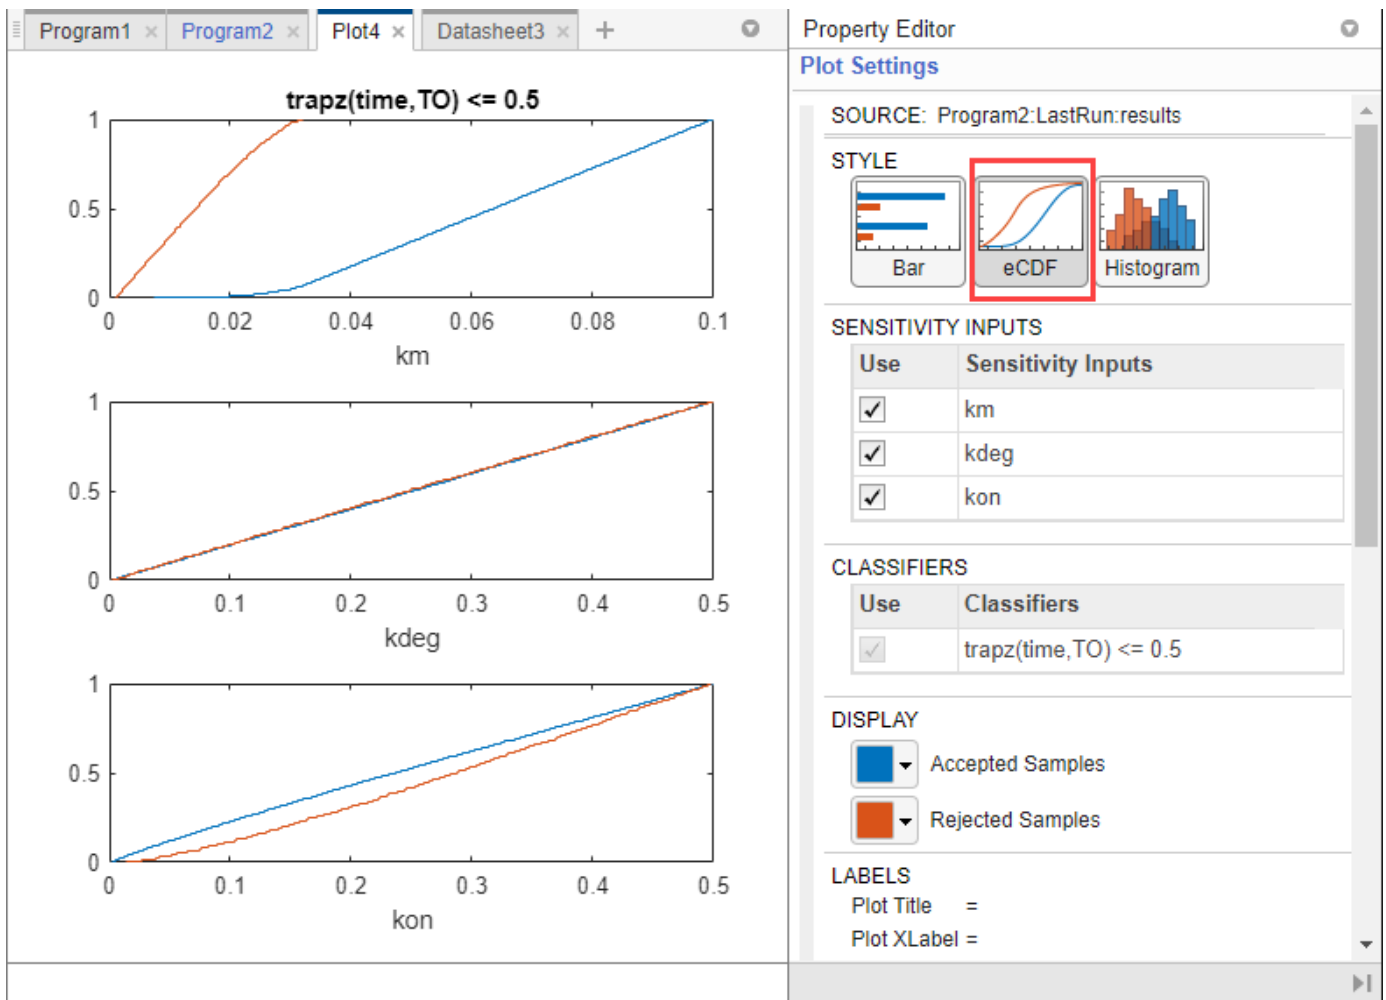 Program1 × Program2 × Plot4 × Datasheet3 × +
trapz(time,TO) <= 0.5
1
0.5
0
0 0.02 0.04 0.06 0.08 0.1
km
1
0.5
0
0 0.1 0.2 0.3 0.4 0.5
kdeg
1
0.5
0
0 0.1 0.2 0.3 0.4 0.5
kon
Property Editor
Plot Settings
SOURCE: Program2:LastRun:results
STYLE
Bar eCDF Histogram
SENSITIVITY INPUTS
Use Sensitivity Inputs
km
kdeg
kon
CLASSIFIERS
Use Classifiers
trapz(time,TO) <= 0.5
DISPLAY
Accepted Samples
Rejected Samples
LABELS
Plot Title =
Plot XLabel =